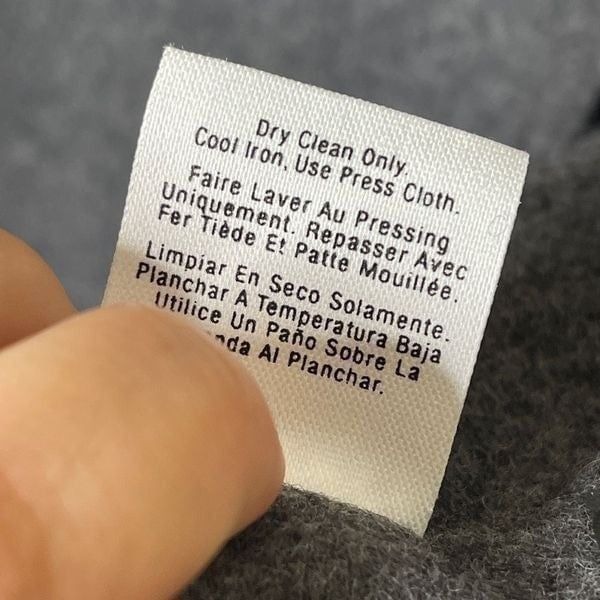 Dry Clean Only.
Cool Iron, Use Press Cloth.
Faire Laver Au Pressing
Uniquement. Repasser Avec
Fer Tiède Et Patte Mouillée.
Limpiar En Seco Solamente.
Planchar A Temperatura Baja
Utilice Un Paño Sobre La
Al Planchar.